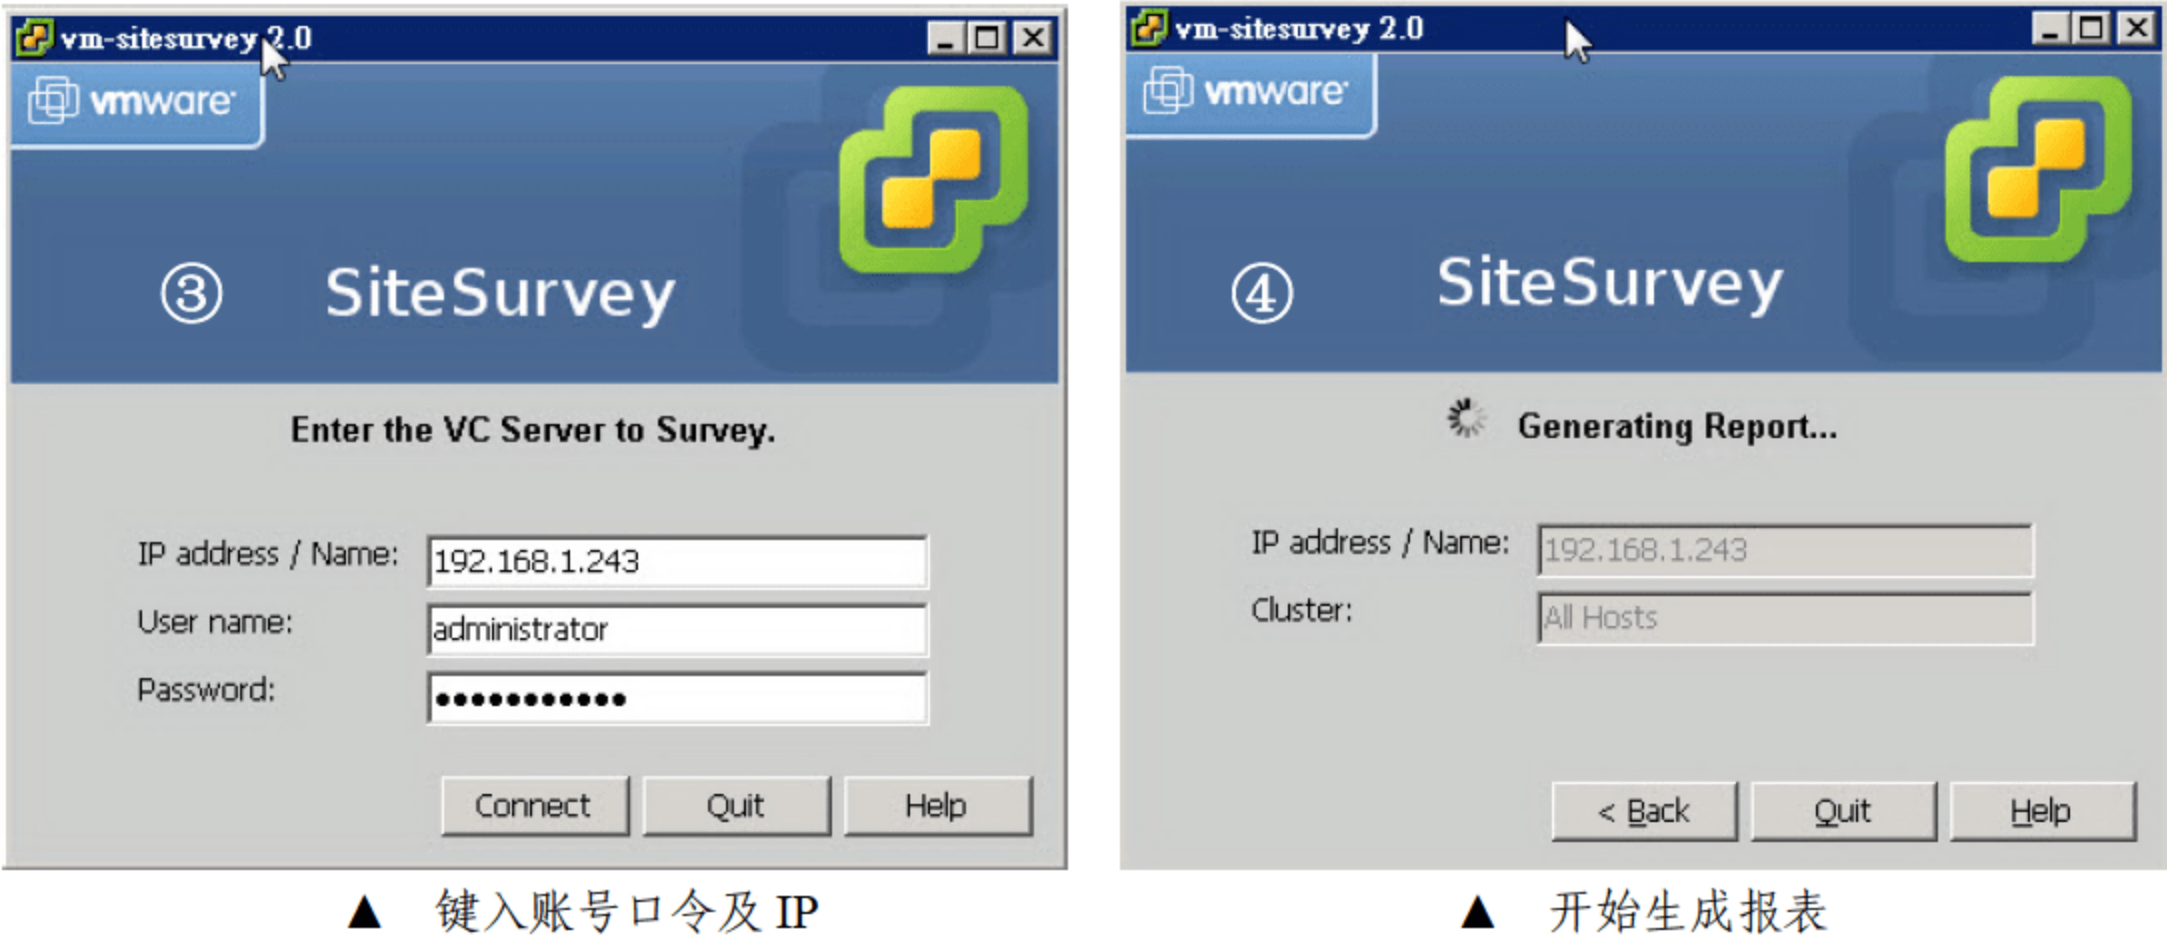 vm-sitesurvey 2.0
vmware
③ SiteSurvey
Enter the VC Server to Survey.
IP address / Name: 192.168.1.243
User name: administrator
Password: ●●●●●●●●●●●
Connect Quit Help
▲ 键入账号口令及 IP
vm-sitesurvey 2.0
vmware
④ SiteSurvey
Generating Report...
IP address / Name: 192.168.1.243
Cluster: All Hosts
< Back Quit Help
▲ 开始生成报表